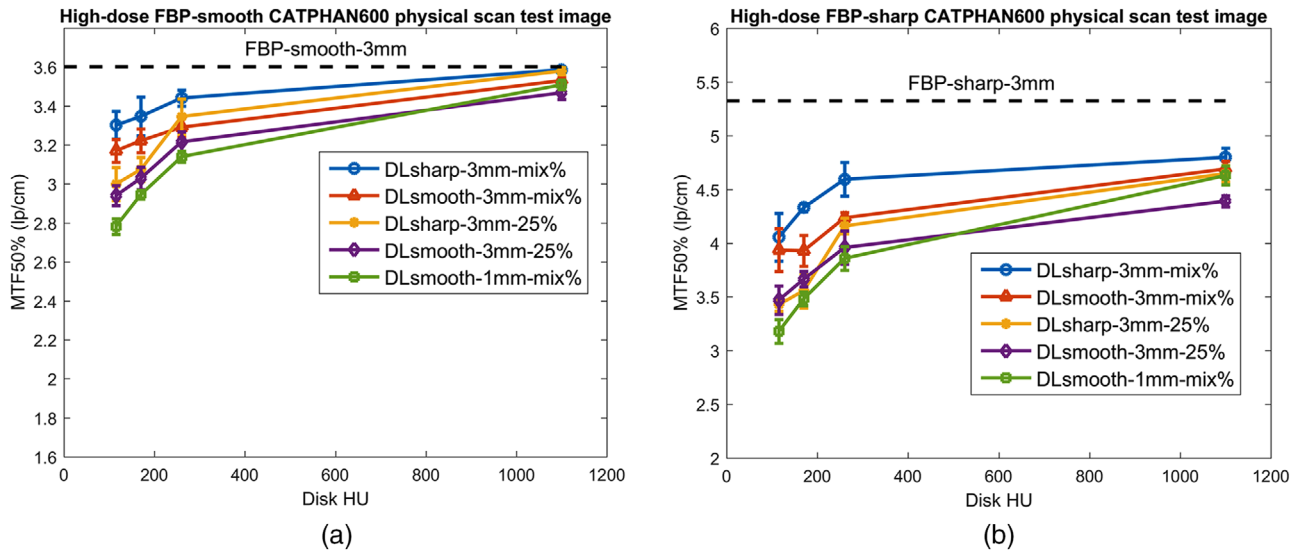 High-dose FBP-smooth CATPHAN600 physical scan test image
FBP-smooth-3mm
MTF50% (lp/cm)
3.8
3.6
3.4
3.2
3
2.8
2.6
2.4
2.2
2
1.8
1.6
DLsharp-3mm-mix%
DLsmooth-3mm-mix%
DLsharp-3mm-25%
DLsmooth-3mm-25%
DLsmooth-1mm-mix%
0
200
400
600
800
1000
1200
Disk HU
(a)
High-dose FBP-sharp CATPHAN600 physical scan test image
FBP-sharp-3mm
MTF50% (lp/cm)
6
5.5
5
4.5
4
3.5
3
2.5
2
DLsharp-3mm-mix%
DLsmooth-3mm-mix%
DLsharp-3mm-25%
DLsmooth-3mm-25%
DLsmooth-1mm-mix%
0
200
400
600
800
1000
1200
Disk HU
(b)